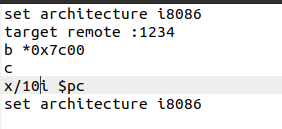 set architecture i8086
target remote :1234
b *0x7c00
c
x/10i $pc
set architecture i8086